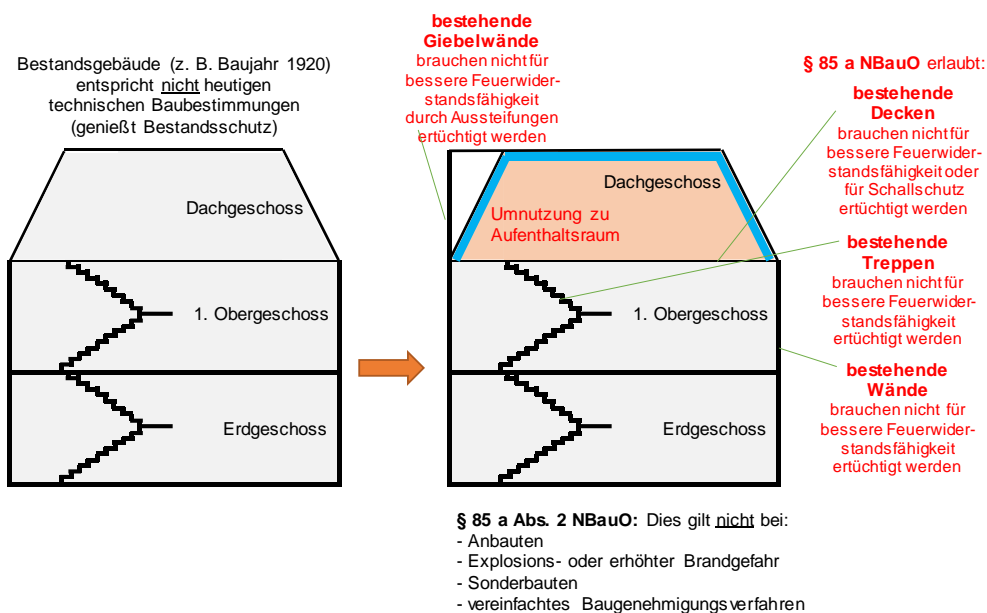 Bestandsgebäude (z. B. Baujahr 1920)
entspricht nicht heutigen
technischen Baubestimmungen
(genießt Bestandsschutz)
Dachgeschoss
1. Obergeschoss
Erdgeschoss
bestehende
Giebelwände
brauchen nicht für
bessere Feuerwider-
standsfähigkeit
durch Aussteifungen
ertüchtigt werden
Dachgeschoss
Umnutzung zu
Aufenthaltsraum
1. Obergeschoss
Erdgeschoss
§ 85 a NBauO erlaubt:
bestehende
Decken
brauchen nicht für
bessere Feuerwider-
standsfähigkeit oder
für Schallschutz
ertüchtigt werden
bestehende
Treppen
brauchen nicht für
bessere Feuerwider-
standsfähigkeit
ertüchtigt werden
bestehende
Wände
brauchen nicht für
bessere Feuerwider-
standsfähigkeit
ertüchtigt werden
§ 85 a Abs. 2 NBauO: Dies gilt nicht bei:
- Anbauten
- Explosions- oder erhöhter Brandgefahr
- Sonderbauten
- vereinfachtes Baugenehmigungsverfahren